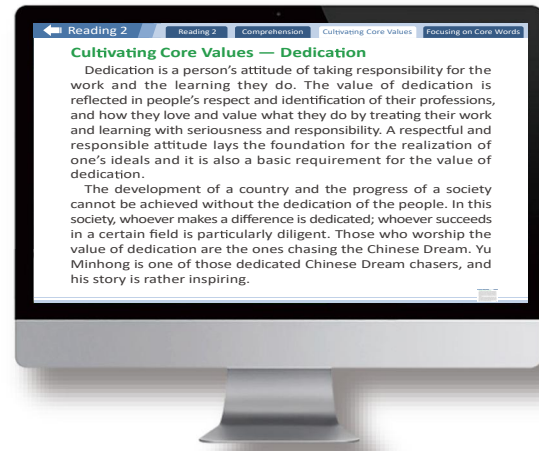 Reading 2
Reading 2 Comprehension Cultivating Core Values Focusing on Core Words
Cultivating Core Values — Dedication
Dedication is a person's attitude of taking responsibility for the
work and the learning they do. The value of dedication is
reflected in people's respect and identification of their professions,
and how they love and value what they do by treating their work
and learning with seriousness and responsibility. A respectful and
responsible attitude lays the foundation for the realization of
one's ideals and it is also a basic requirement for the value of
dedication.
The development of a country and the progress of a society
cannot be achieved without the dedication of the people. In this
society, whoever makes a difference is dedicated; whoever succeeds
in a certain field is particularly diligent. Those who worship the
value of dedication are the ones chasing the Chinese Dream. Yu
Minhong is one of those dedicated Chinese Dream chasers, and
his story is rather inspiring.